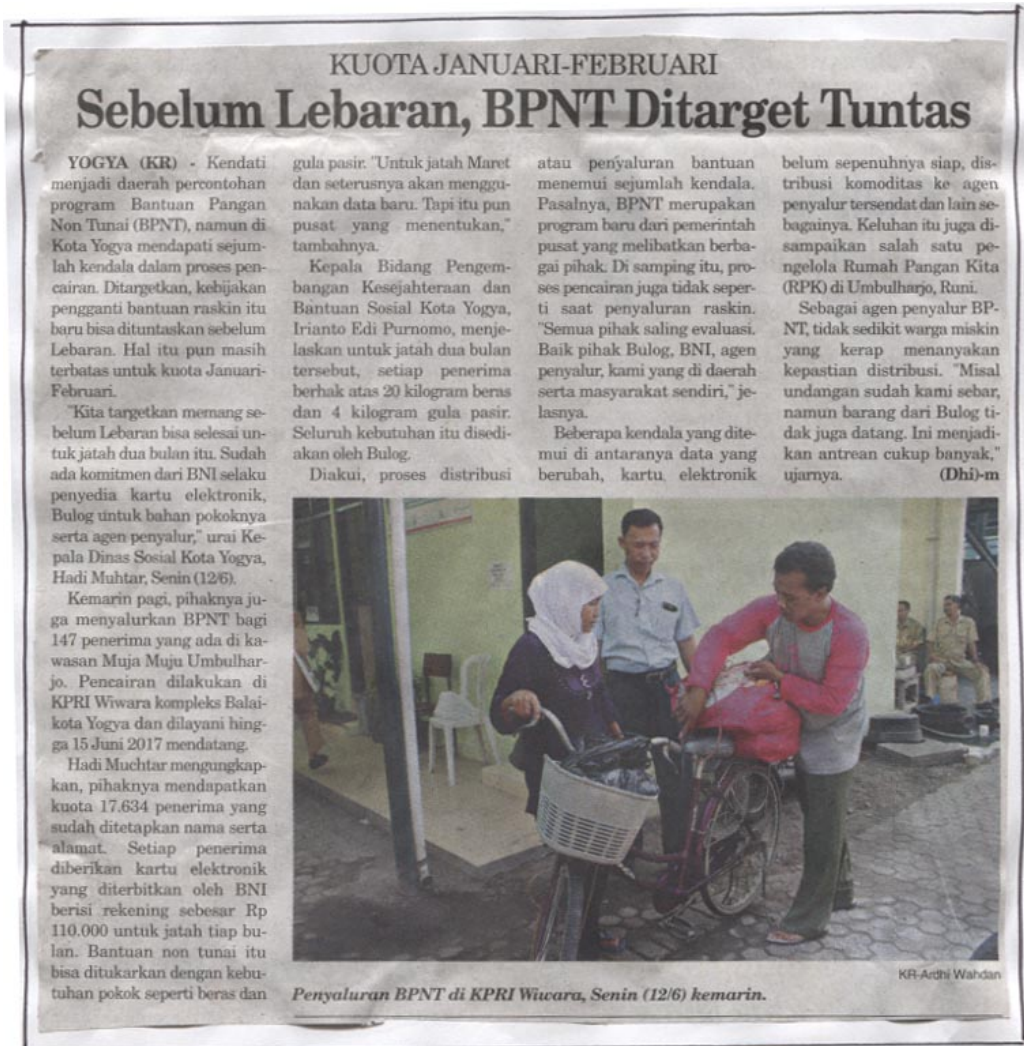 KUOTA JANUARI-FEBRUARI
Sebelum Lebaran, BPNT Ditarget Tuntas
YOGYA (KR) - Kendati
menjadi daerah percontohan
program Bantuan Pangan
Non Tunai (BPNT), namun di
Kota Yogya mendapati sejum-
lah kendala dalam proses pen-
cairan. Ditargetkan, kebijakan
pengganti bantuan raskin itu
baru bisa dituntaskan sebelum
Lebaran. Hal itu pun masih
terbatas untuk kuota Januari-
Februari.
"Kita targetkan memang se-
belum Lebaran bisa selesai un-
tuk jatah dua bulan itu. Sudah
ada komitmen dari BNI selaku
penyedia kartu elektronik,
Bulog untuk bahan pokoknya
serta agen penyalur," urai Ke-
pala Dinas Sosial Kota Yogya,
Hadi Muhtar, Senin (12/6).
Kemarin pagi, pihaknya ju-
ga menyalurkan BPNT bagi
147 penerima yang ada di ka-
wasan Muja Muju Umbulhar-
jo. Pencairan dilakukan di
KPRI Wiwara kompleks Balai-
kota Yogya dan dilayani hing-
ga 15 Juni 2017 mendatang.
Hadi Muchtar mengungkap-
kan, pihaknya mendapatkan
kuota 17.634 penerima yang
sudah ditetapkan nama serta
alamat. Setiap penerima
diberikan kartu elektronik
yang diterbitkan oleh BNI
berisi rekening sebesar Rp
110.000 untuk jatah tiap bu-
lan. Bantuan non tunai itu
bisa ditukarkan dengan kebu-
tuhan pokok seperti beras dan
gula pasir. "Untuk jatah Maret
dan seterusnya akan menggu-
nakan data baru. Tapi itu pun
pusat yang menentukan,"
tambahnya.
Kepala Bidang Pengem-
bangan Kesejahteraan dan
Bantuan Sosial Kota Yogya,
Irianto Edi Purnomo, menje-
laskan untuk jatah dua bulan
tersebut, setiap penerima
berhak atas 20 kilogram beras
dan 4 kilogram gula pasir.
Seluruh kebutuhan itu disedi-
akan oleh Bulog.
Diakui, proses distribusi
atau penyaluran bantuan
menemui sejumlah kendala.
Pasalnya, BPNT merupakan
program baru dari pemerintah
pusat yang melibatkan berba-
gai pihak. Di samping itu, pro-
ses pencairan juga tidak seper-
ti saat penyaluran raskin.
"Semua pihak saling evaluasi.
Baik pihak Bulog, BNI, agen
penyalur, kami yang di daerah
serta masyarakat sendiri," je-
lasnya.
Beberapa kendala yang dite-
mui di antaranya data yang
berubah, kartu elektronik
belum sepenuhnya siap, dis-
tribusi komoditas ke agen
penyalur tersendat dan lain se-
bagainya. Keluhan itu juga di-
sampaikan salah satu pe-
ngelola Rumah Pangan Kita
(RPK) di Umbulharjo, Runi.
Sebagai agen penyalur BP-
NT, tidak sedikit warga miskin
yang kerap menanyakan
kepastian distribusi. "Misal
undangan sudah kami sebar,
namun barang dari Bulog ti-
dak juga datang. Ini menjadi-
kan antrean cukup banyak,"
ujarnya. (Dhi)-m
KR-Ardhi Wahdan
Penyaluran BPNT di KPRI Wiwara, Senin (12/6) kemarin.